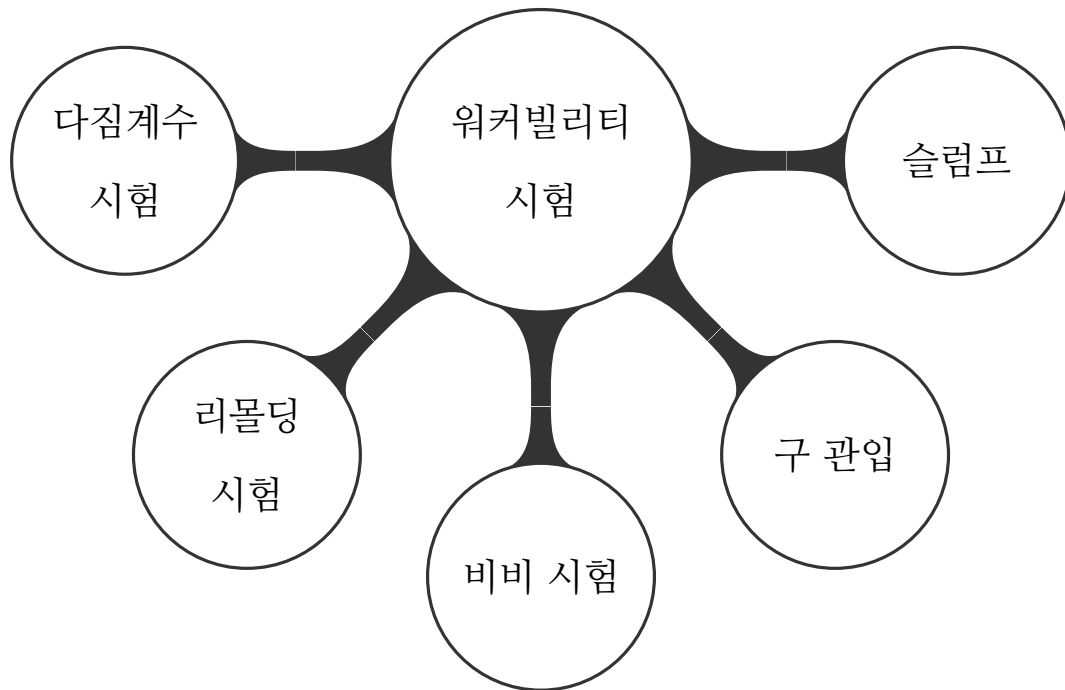 다짐계수
시험
워커빌리티
시험
슬럼프
리몰딩
시험
구 관입
비비 시험